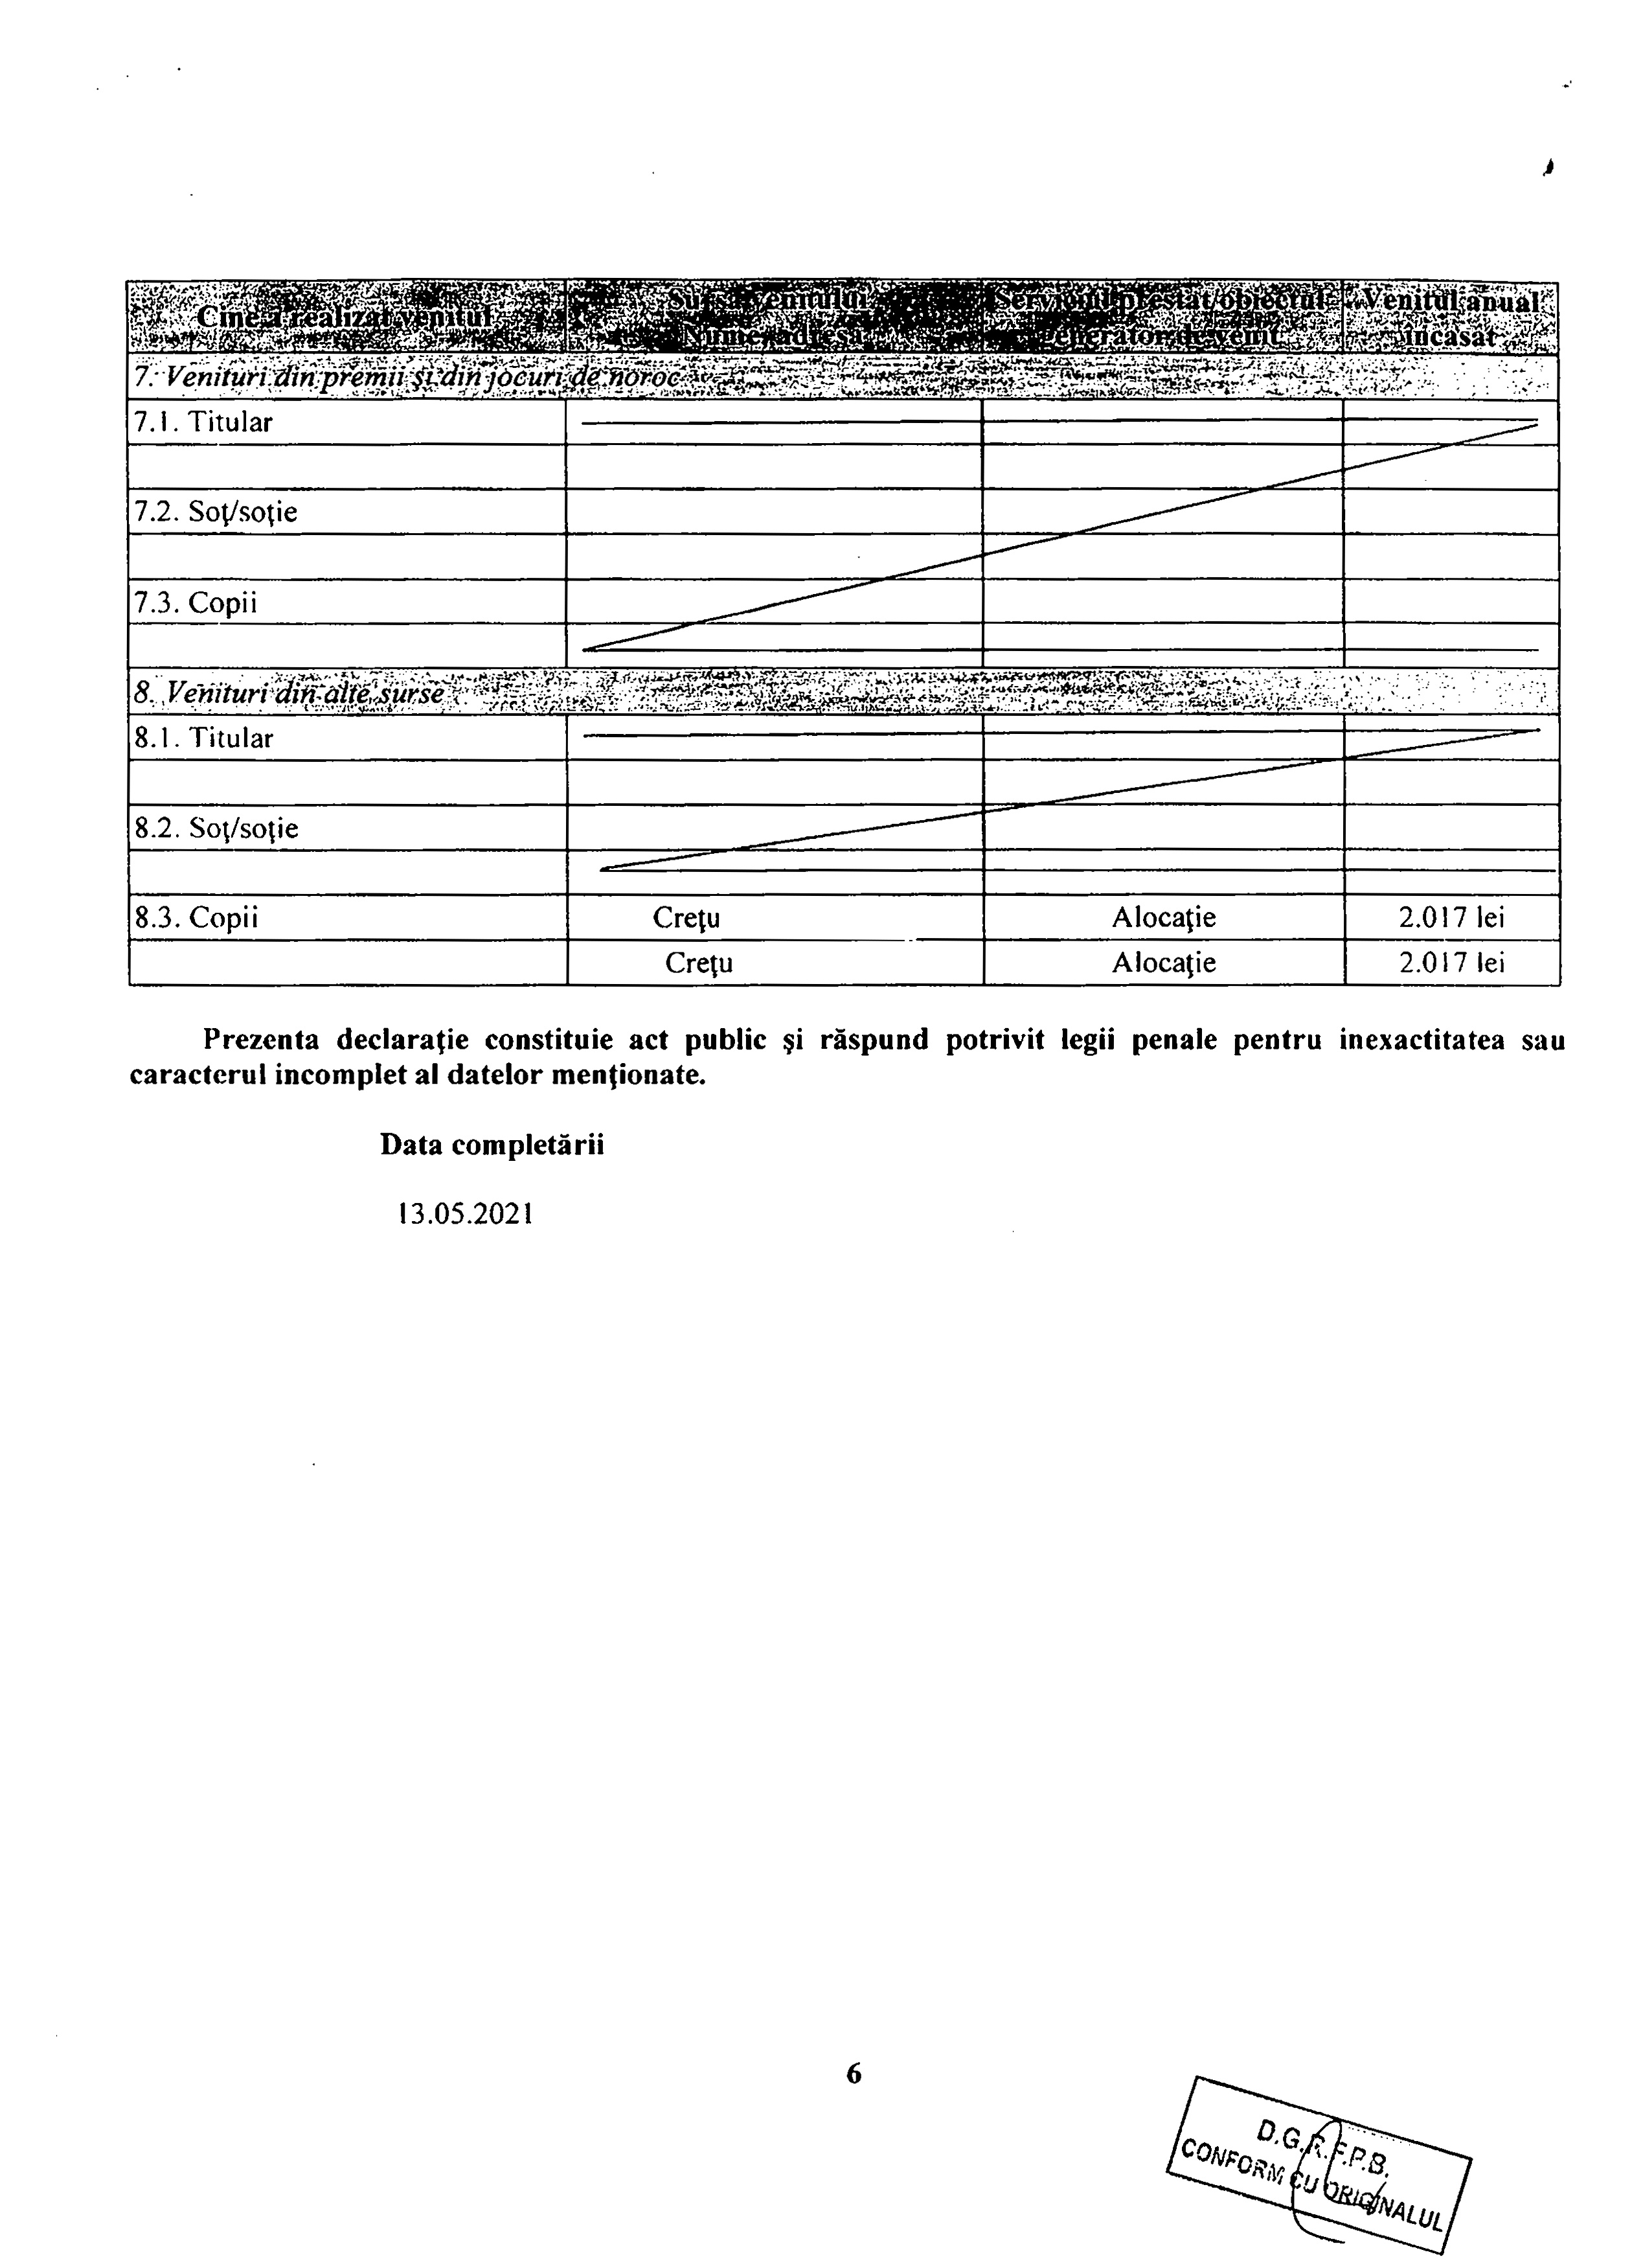 Cine a realizat venitul Sursa venitului: Serviciul prestat/obiectul Venitul anual
Nume, adresa generator de venit încasat
7. Venituri din premii şi din jocuri de noroc
7.1. Titular
7.2. Soţ/soţie
7.3. Copii
8. Venituri din alte surse
8.1. Titular
8.2. Soţ/soţie
8.3. Copii Creţu Alocaţie 2.017 lei
Creţu Alocaţie 2.017 lei
Prezenta declaraţie constituie act public şi răspund potrivit legii penale pentru inexactitatea sau
caracterul incomplet al datelor menţionate.
Data completării
13.05.2021
6
D.G.R.F.P.B.
CONFORM CU ORIGINALUL